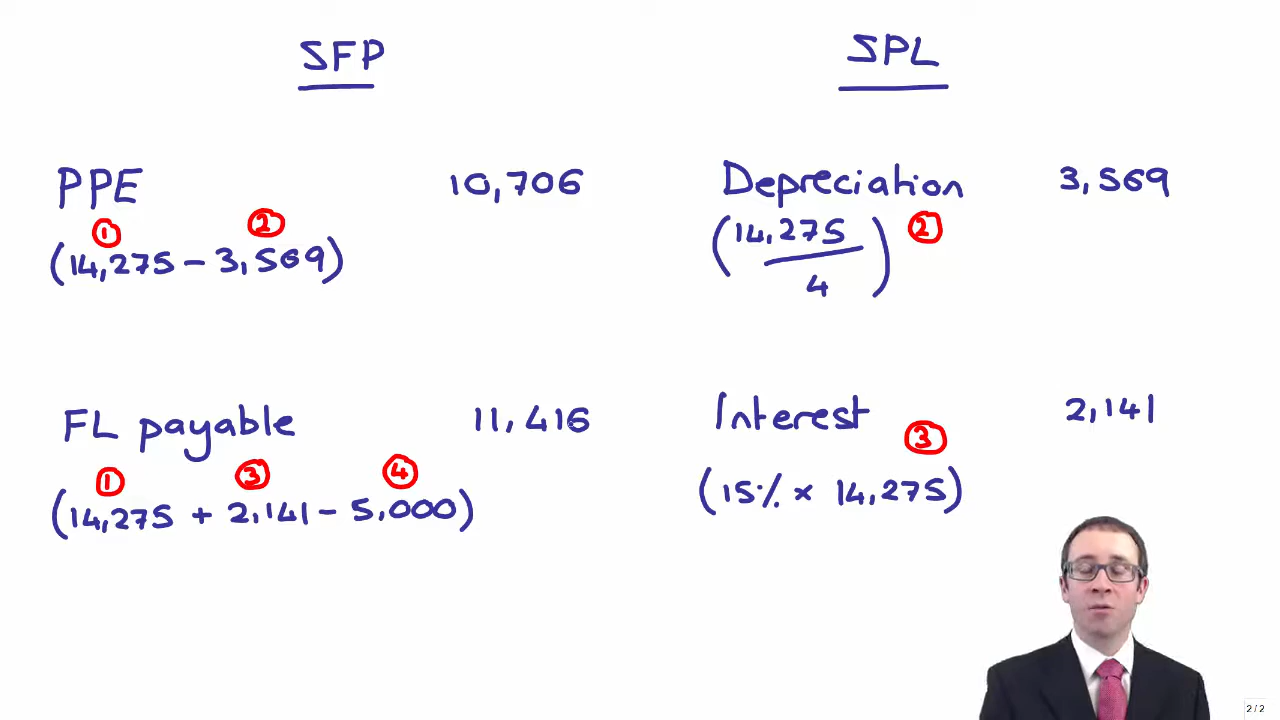 SFP
PPE 10,706
① ②
(14,275 - 3,569)
FL payable 11,416
① ③ ④
(14,275 + 2,141 - 5,000)
SPL
Depreciation 3,569
(14,275 / 4) ②
Interest 2,141
③
(15% × 14,275)
2 / 2